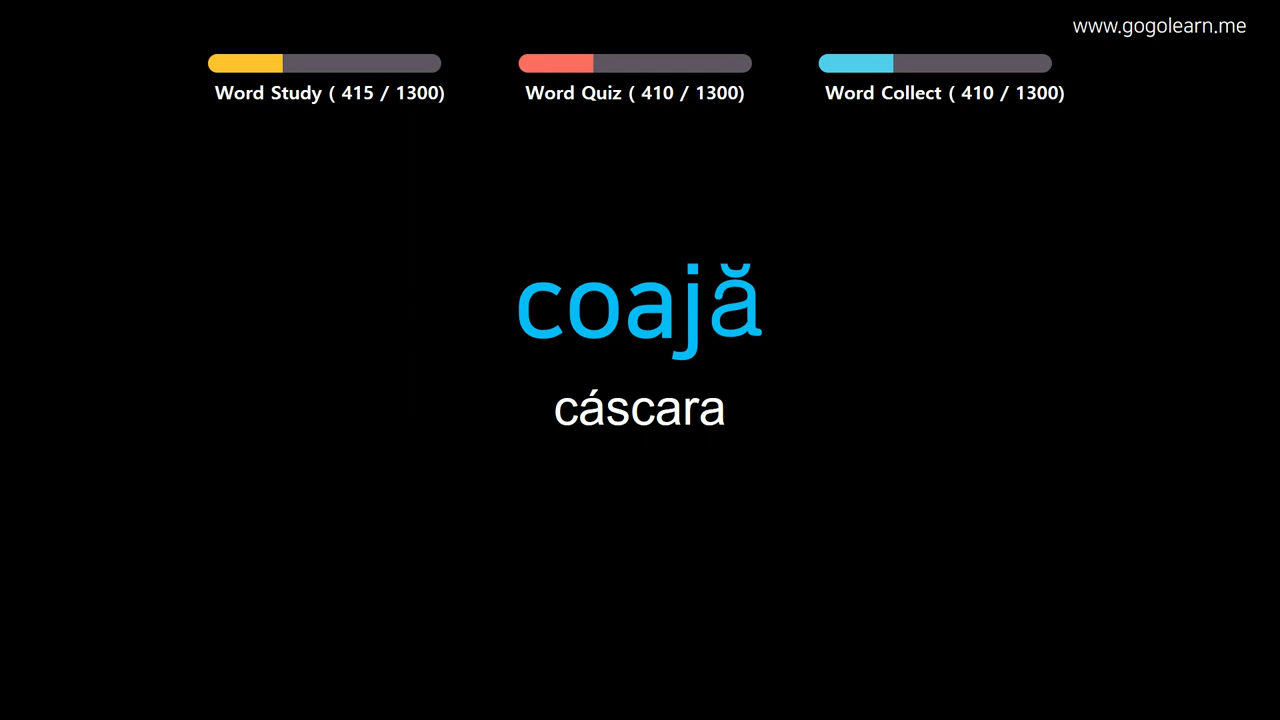 www.gogolearn.me
Word Study ( 415 / 1300)
Word Quiz ( 410 / 1300)
Word Collect ( 410 / 1300)
coajă
cáscara